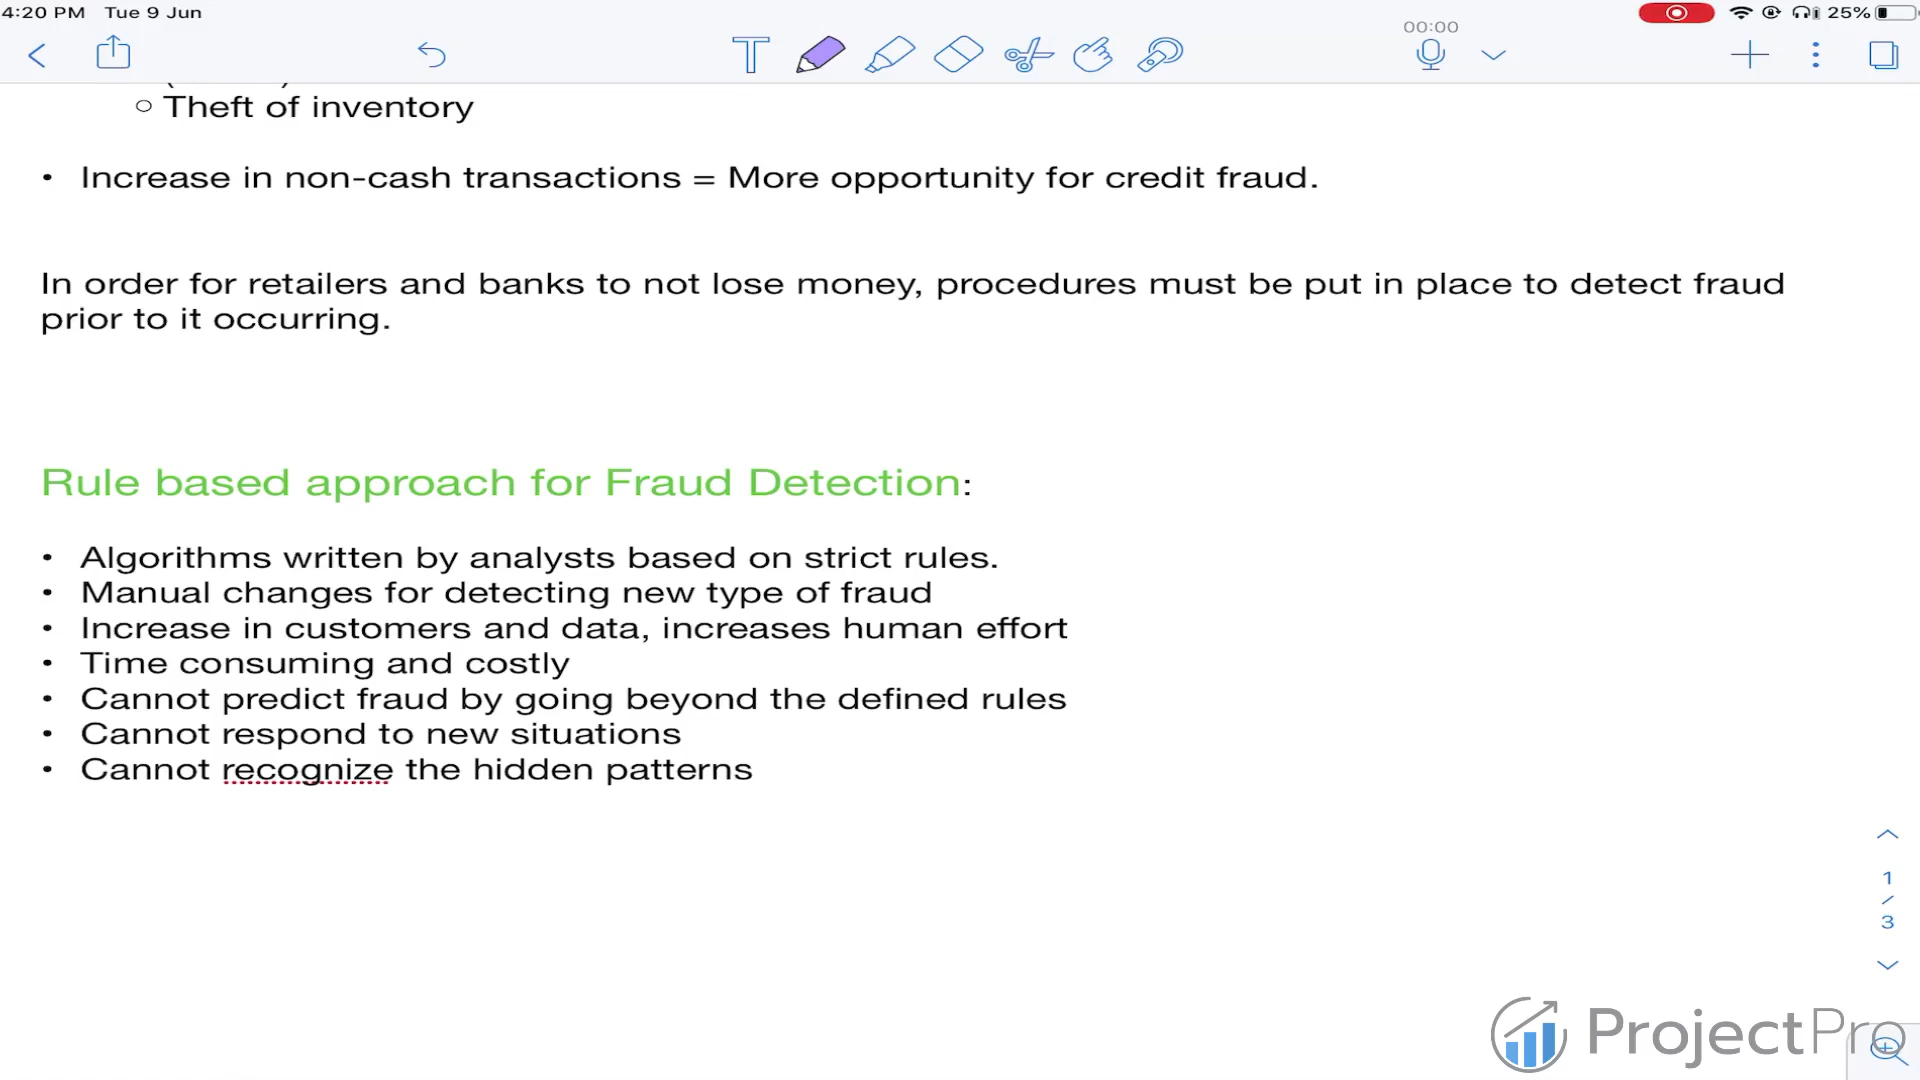 4:20 PM Tue 9 Jun
25%
00:00
T
○ Theft of inventory
• Increase in non-cash transactions = More opportunity for credit fraud.
In order for retailers and banks to not lose money, procedures must be put in place to detect fraud
prior to it occurring.
Rule based approach for Fraud Detection:
• Algorithms written by analysts based on strict rules.
• Manual changes for detecting new type of fraud
• Increase in customers and data, increases human effort
• Time consuming and costly
• Cannot predict fraud by going beyond the defined rules
• Cannot respond to new situations
• Cannot recognize the hidden patterns
1
/
3
ProjectPro